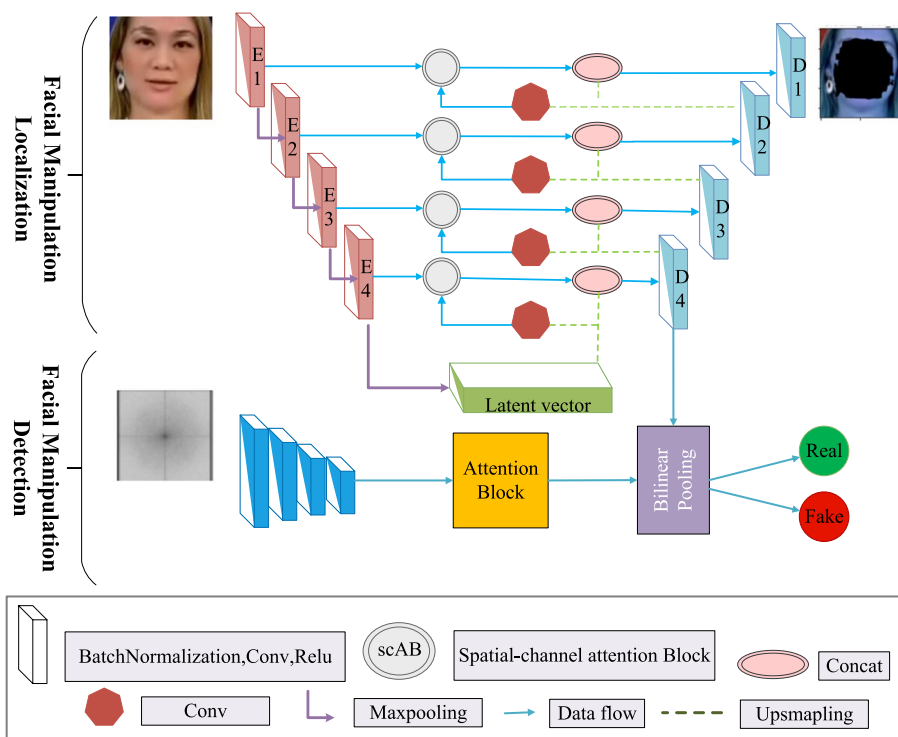 Facial Manipulation
Localization
E
1
E
2
E
3
E
4
D
1
D
2
D
3
D
4
Latent vector
Facial Manipulation
Detection
Attention
Block
Bilinear
Pooling
Real
Fake
BatchNormalization,Conv,Relu
scAB
Spatial-channel attention Block
Concat
Conv
Maxpooling
Data flow
Upsmapling